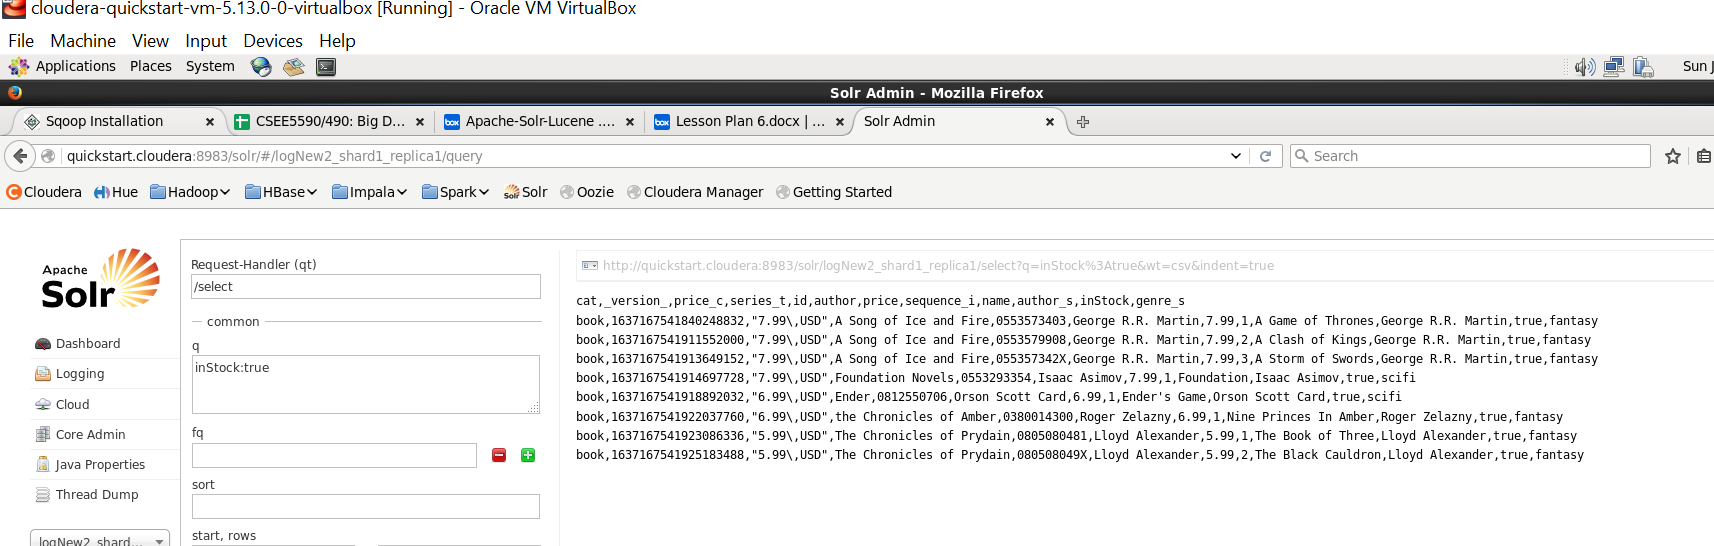 cloudera-quickstart-vm-5.13.0-0-virtualbox [Running] - Oracle VM VirtualBox
File Machine View Input Devices Help
Applications Places System Sun J
Solr Admin - Mozilla Firefox
Sqoop Installation × CSEE5590/490: Big D... × Apache-Solr-Lucene .... × Lesson Plan 6.docx | ... × Solr Admin ×
quickstart.cloudera:8983/solr/#/logNew2_shard1_replica1/query Search
Cloudera Hue Hadoop HBase Impala Spark Solr Oozie Cloudera Manager Getting Started
Apache
Solr
Dashboard
Logging
Cloud
Core Admin
Java Properties
Thread Dump
logNew2_shard...
Request-Handler (qt)
/select
common
q
inStock:true
fq
sort
start, rows
http://quickstart.cloudera:8983/solr/logNew2_shard1_replica1/select?q=inStock%3Atrue&wt=csv&indent=true
cat,_version_,price_c,series_t,id,author,price,sequence_i,name,author_s,inStock,genre_s
book,1637167541840248832,"7.99\,USD",A Song of Ice and Fire,0553573403,George R.R. Martin,7.99,1,A Game of Thrones,George R.R. Martin,true,fantasy
book,1637167541911552000,"7.99\,USD",A Song of Ice and Fire,0553579908,George R.R. Martin,7.99,2,A Clash of Kings,George R.R. Martin,true,fantasy
book,1637167541913649152,"7.99\,USD",A Song of Ice and Fire,055357342X,George R.R. Martin,7.99,3,A Storm of Swords,George R.R. Martin,true,fantasy
book,1637167541914697728,"7.99\,USD",Foundation Novels,0553293354,Isaac Asimov,7.99,1,Foundation,Isaac Asimov,true,scifi
book,1637167541918892032,"6.99\,USD",Ender,0812550706,Orson Scott Card,6.99,1,Ender's Game,Orson Scott Card,true,scifi
book,1637167541922037760,"6.99\,USD",the Chronicles of Amber,0380014300,Roger Zelazny,6.99,1,Nine Princes In Amber,Roger Zelazny,true,fantasy
book,1637167541923086336,"5.99\,USD",The Chronicles of Prydain,0805080481,Lloyd Alexander,5.99,1,The Book of Three,Lloyd Alexander,true,fantasy
book,1637167541925183488,"5.99\,USD",The Chronicles of Prydain,080508049X,Lloyd Alexander,5.99,2,The Black Cauldron,Lloyd Alexander,true,fantasy